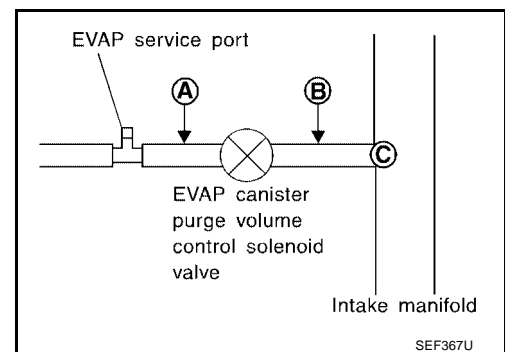 EVAP service port
A
B
C
EVAP canister
purge volume
control solenoid
valve
Intake manifold
SEF367U